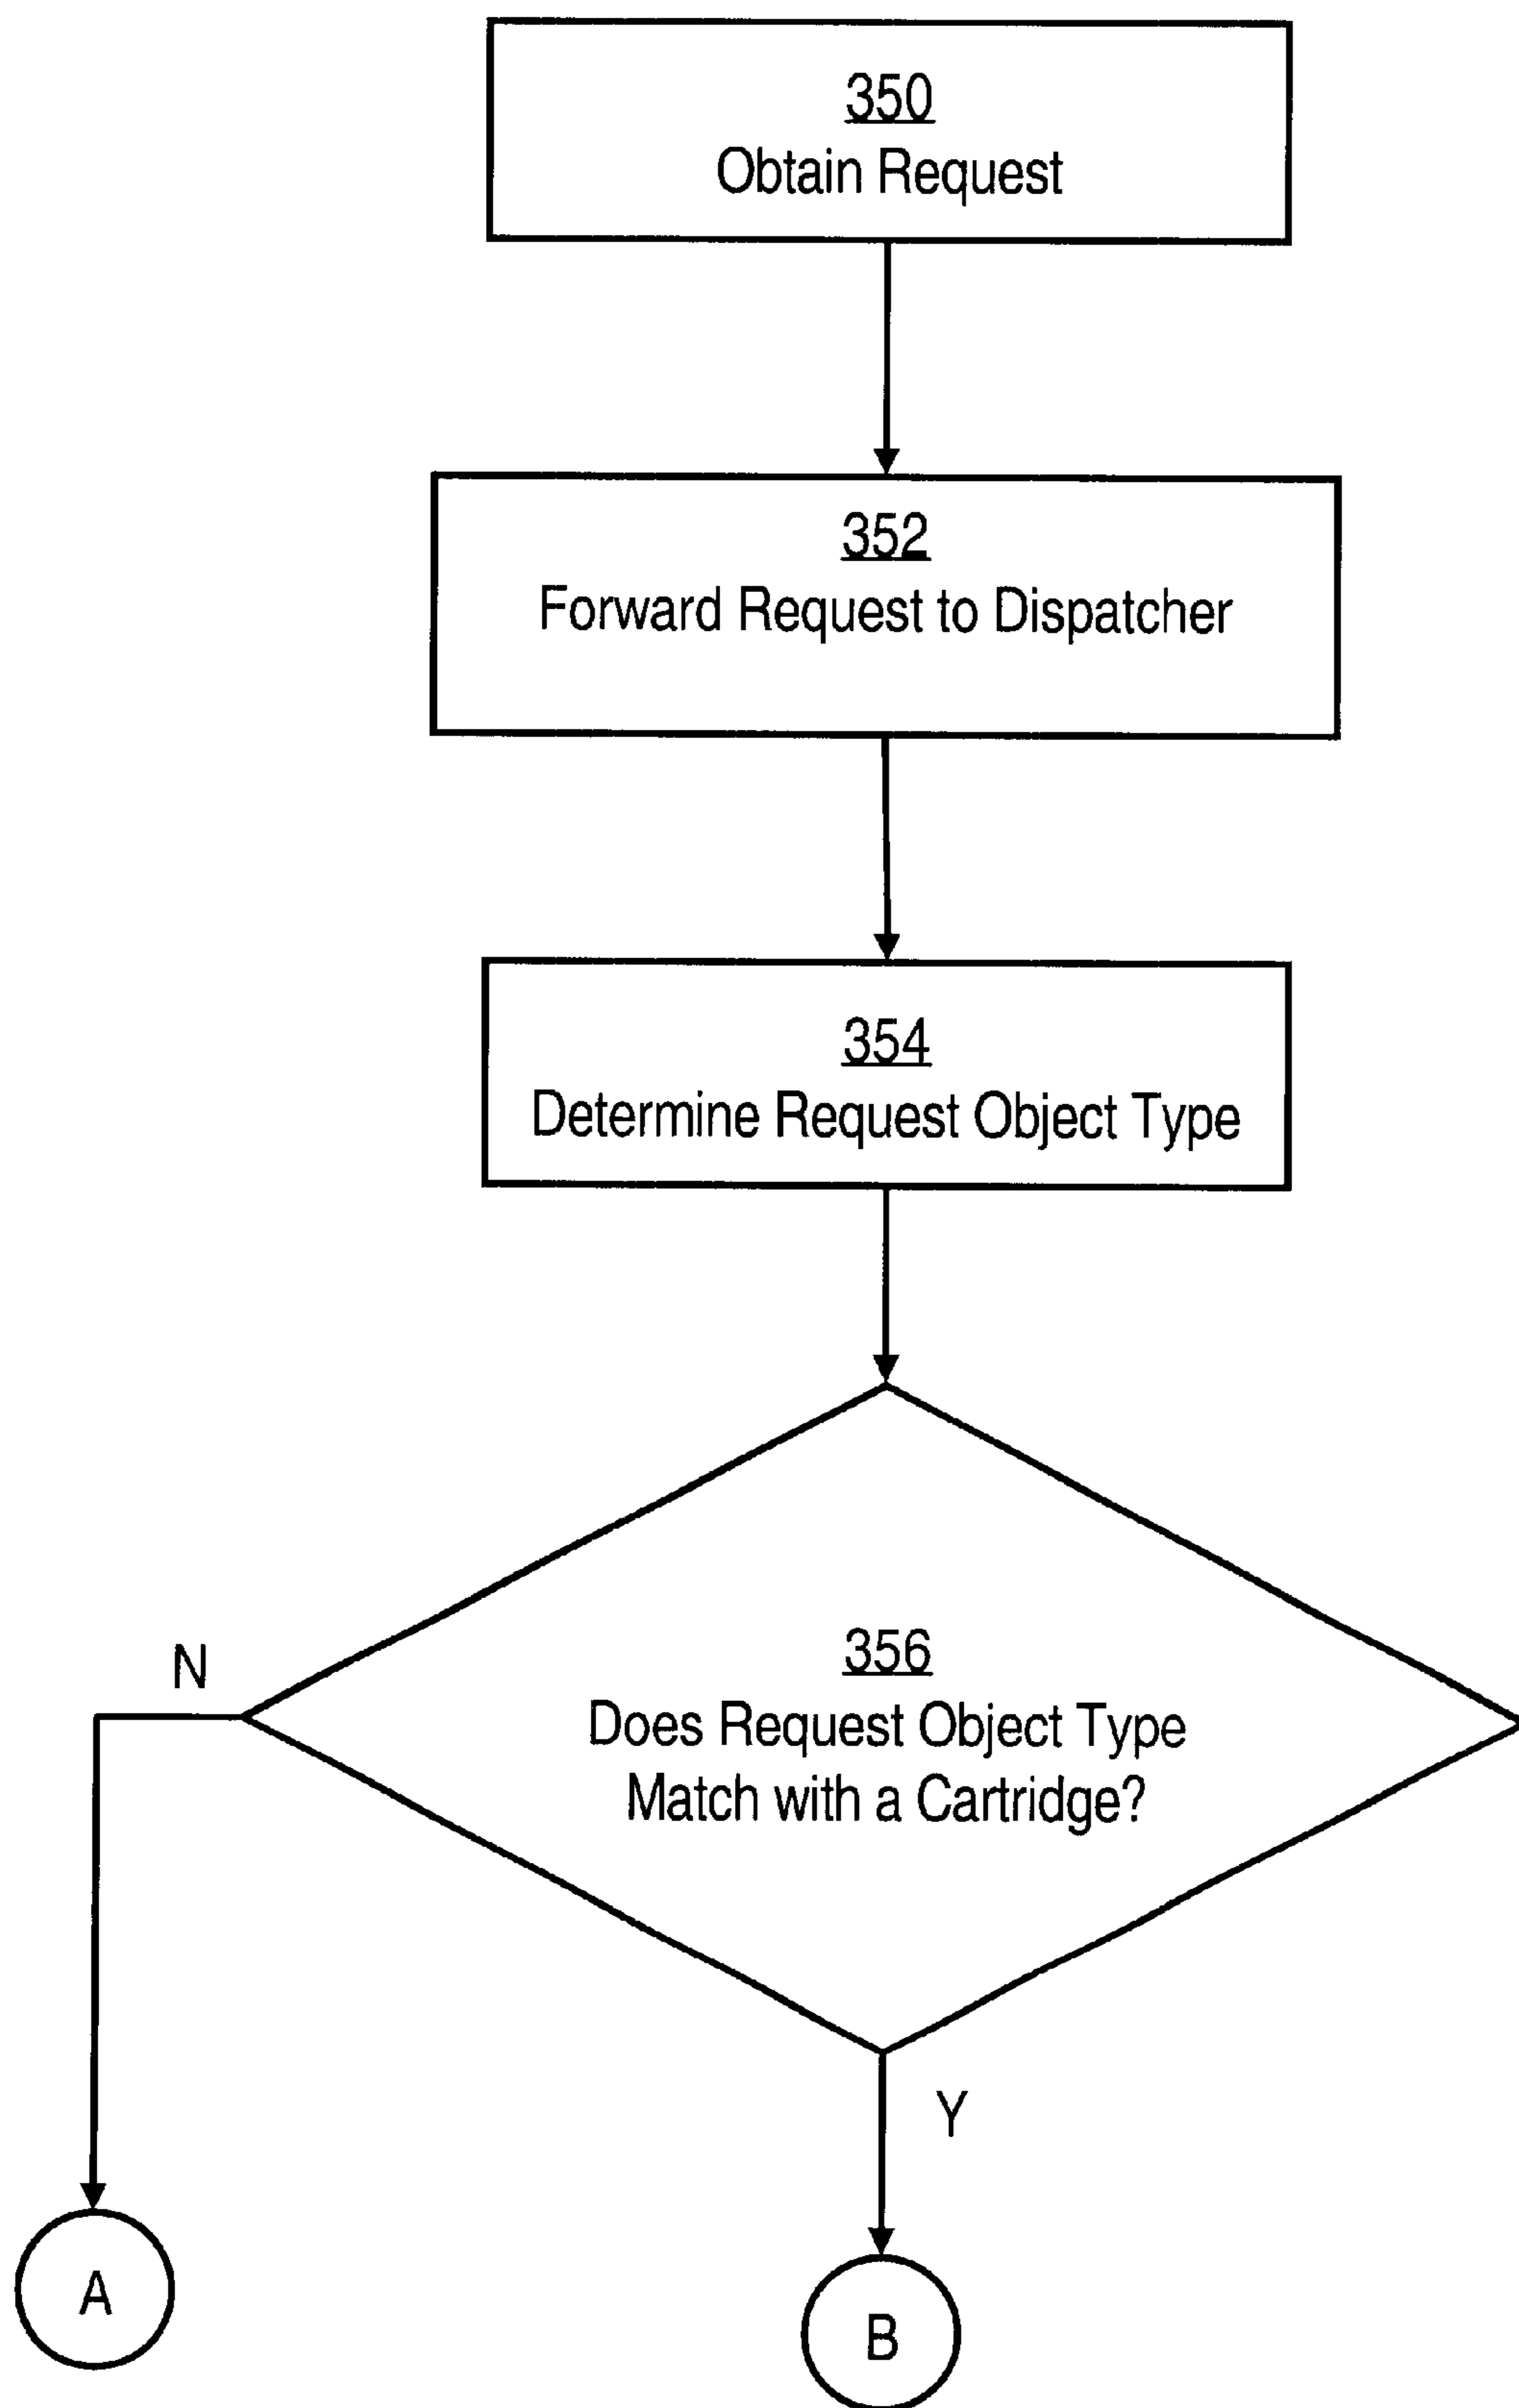 350
Obtain Request
352
Forward Request to Dispatcher
354
Determine Request Object Type
356
Does Request Object Type
Match with a Cartridge?
N
Y
A
B